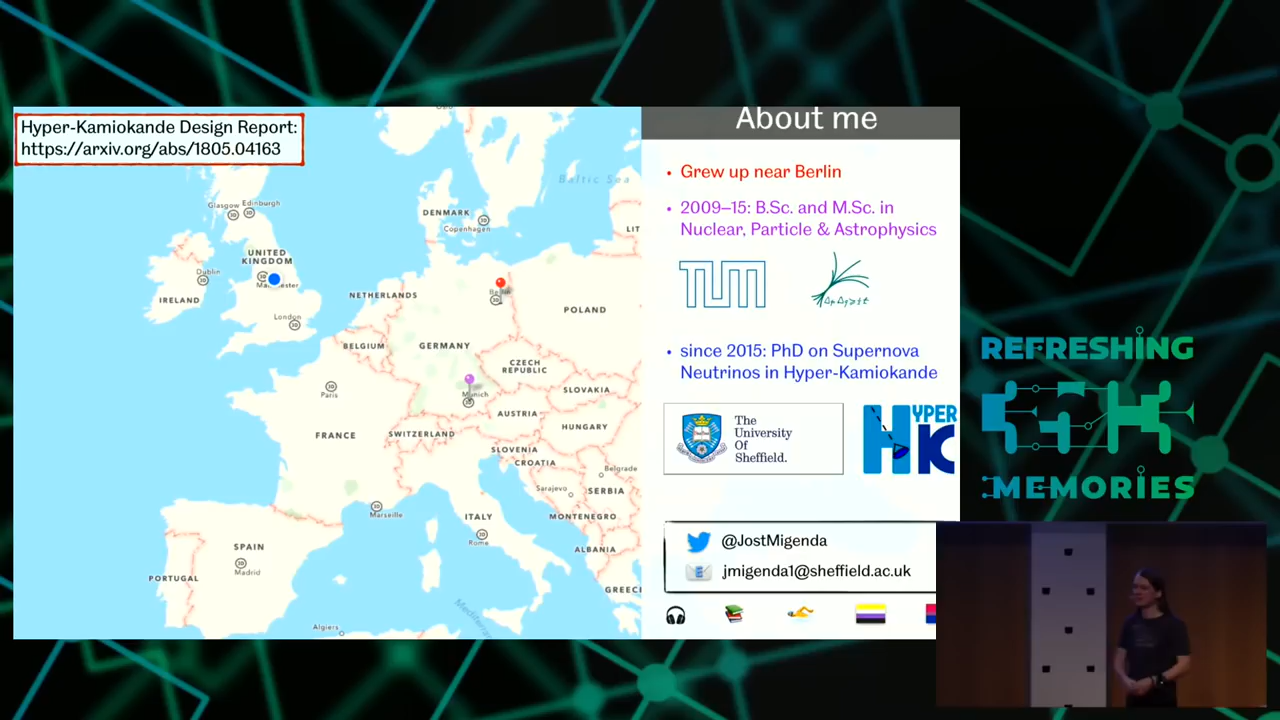 Hyper-Kamiokande Design Report:
https://arxiv.org/abs/1805.04163
About me
• Grew up near Berlin
• 2009–15: B.Sc. and M.Sc. in
Nuclear, Particle & Astrophysics
TUM
• since 2015: PhD on Supernova
Neutrinos in Hyper-Kamiokande
The
University
Of
Sheffield.
HYPER
HK
@JostMigenda
jmigenda1@sheffield.ac.uk
Baltic Sea
Glasgow
Edinburgh
DENMARK
Copenhagen
LIT
UNITED
KINGDOM
Dublin
IRELAND
London
NETHERLANDS
POLAND
BELGIUM
GERMANY
CZECH
REPUBLIC
Paris
Munich
SLOVAKIA
AUSTRIA
FRANCE
SWITZERLAND
HUNGARY
SLOVENIA
CROATIA
Belgrade
Sarajevo
SERBIA
Marseille
ITALY
MONTENEGRO
Rome
SPAIN
ALBANIA
Madrid
PORTUGAL
GREEC
Algiers
REFRESHING
MEMORIES